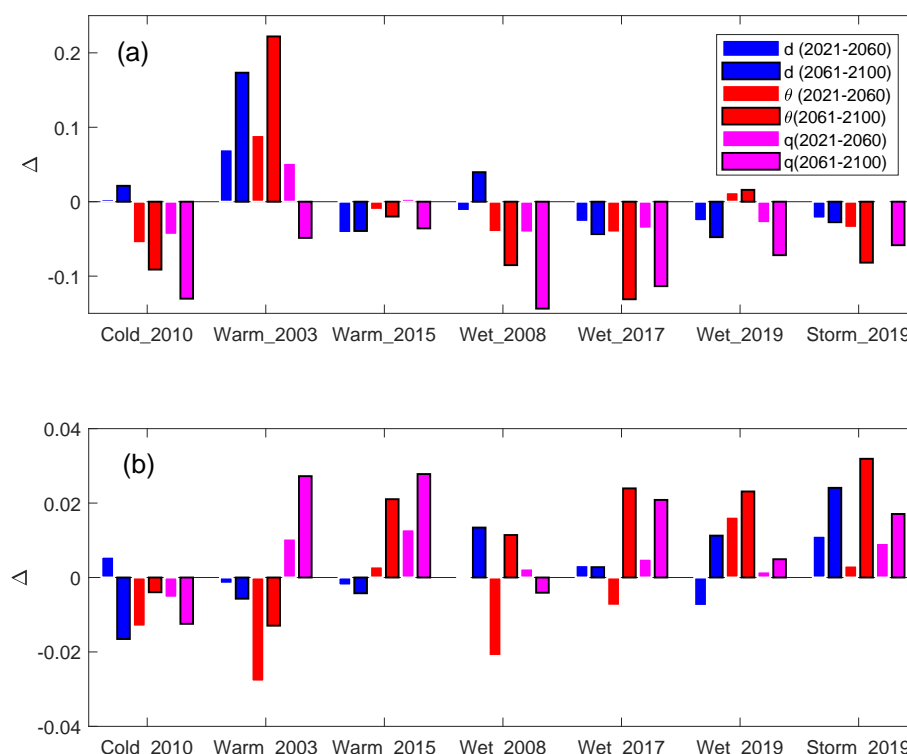 (a)
0.2
0.1
0
-0.1
Δ
d (2021-2060)
d (2061-2100)
θ (2021-2060)
θ(2061-2100)
q(2021-2060)
q(2061-2100)
Cold_2010 Warm_2003 Warm_2015 Wet_2008 Wet_2017 Wet_2019 Storm_2019
(b)
0.04
0.02
0
-0.02
-0.04
Δ
Cold_2010 Warm_2003 Warm_2015 Wet_2008 Wet_2017 Wet_2019 Storm_2019